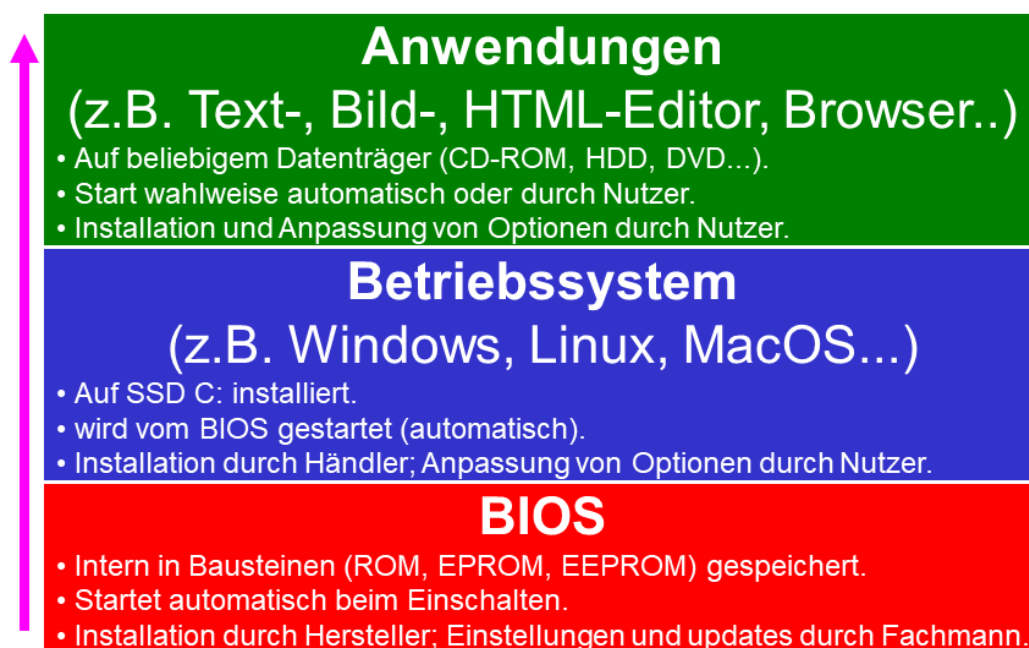 Anwendungen
(z.B. Text-, Bild-, HTML-Editor, Browser..)
• Auf beliebigem Datenträger (CD-ROM, HDD, DVD...).
• Start wahlweise automatisch oder durch Nutzer.
• Installation und Anpassung von Optionen durch Nutzer.
Betriebssystem
(z.B. Windows, Linux, MacOS...)
• Auf SSD C: installiert.
• wird vom BIOS gestartet (automatisch).
• Installation durch Händler; Anpassung von Optionen durch Nutzer.
BIOS
• Intern in Bausteinen (ROM, EPROM, EEPROM) gespeichert.
• Startet automatisch beim Einschalten.
• Installation durch Hersteller; Einstellungen und updates durch Fachmann.